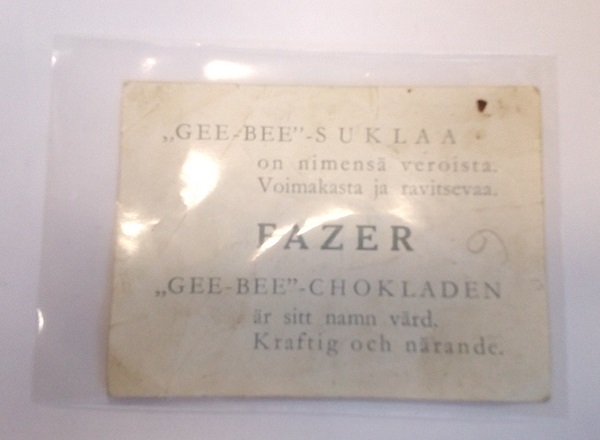 „GEE-BEE”-SUKLAA
on nimensä veroista.
Voimakasta ja ravitsevaa.
FAZER
„GEE-BEE”-CHOKLADEN
är sitt namn värd.
Kraftig och närande.